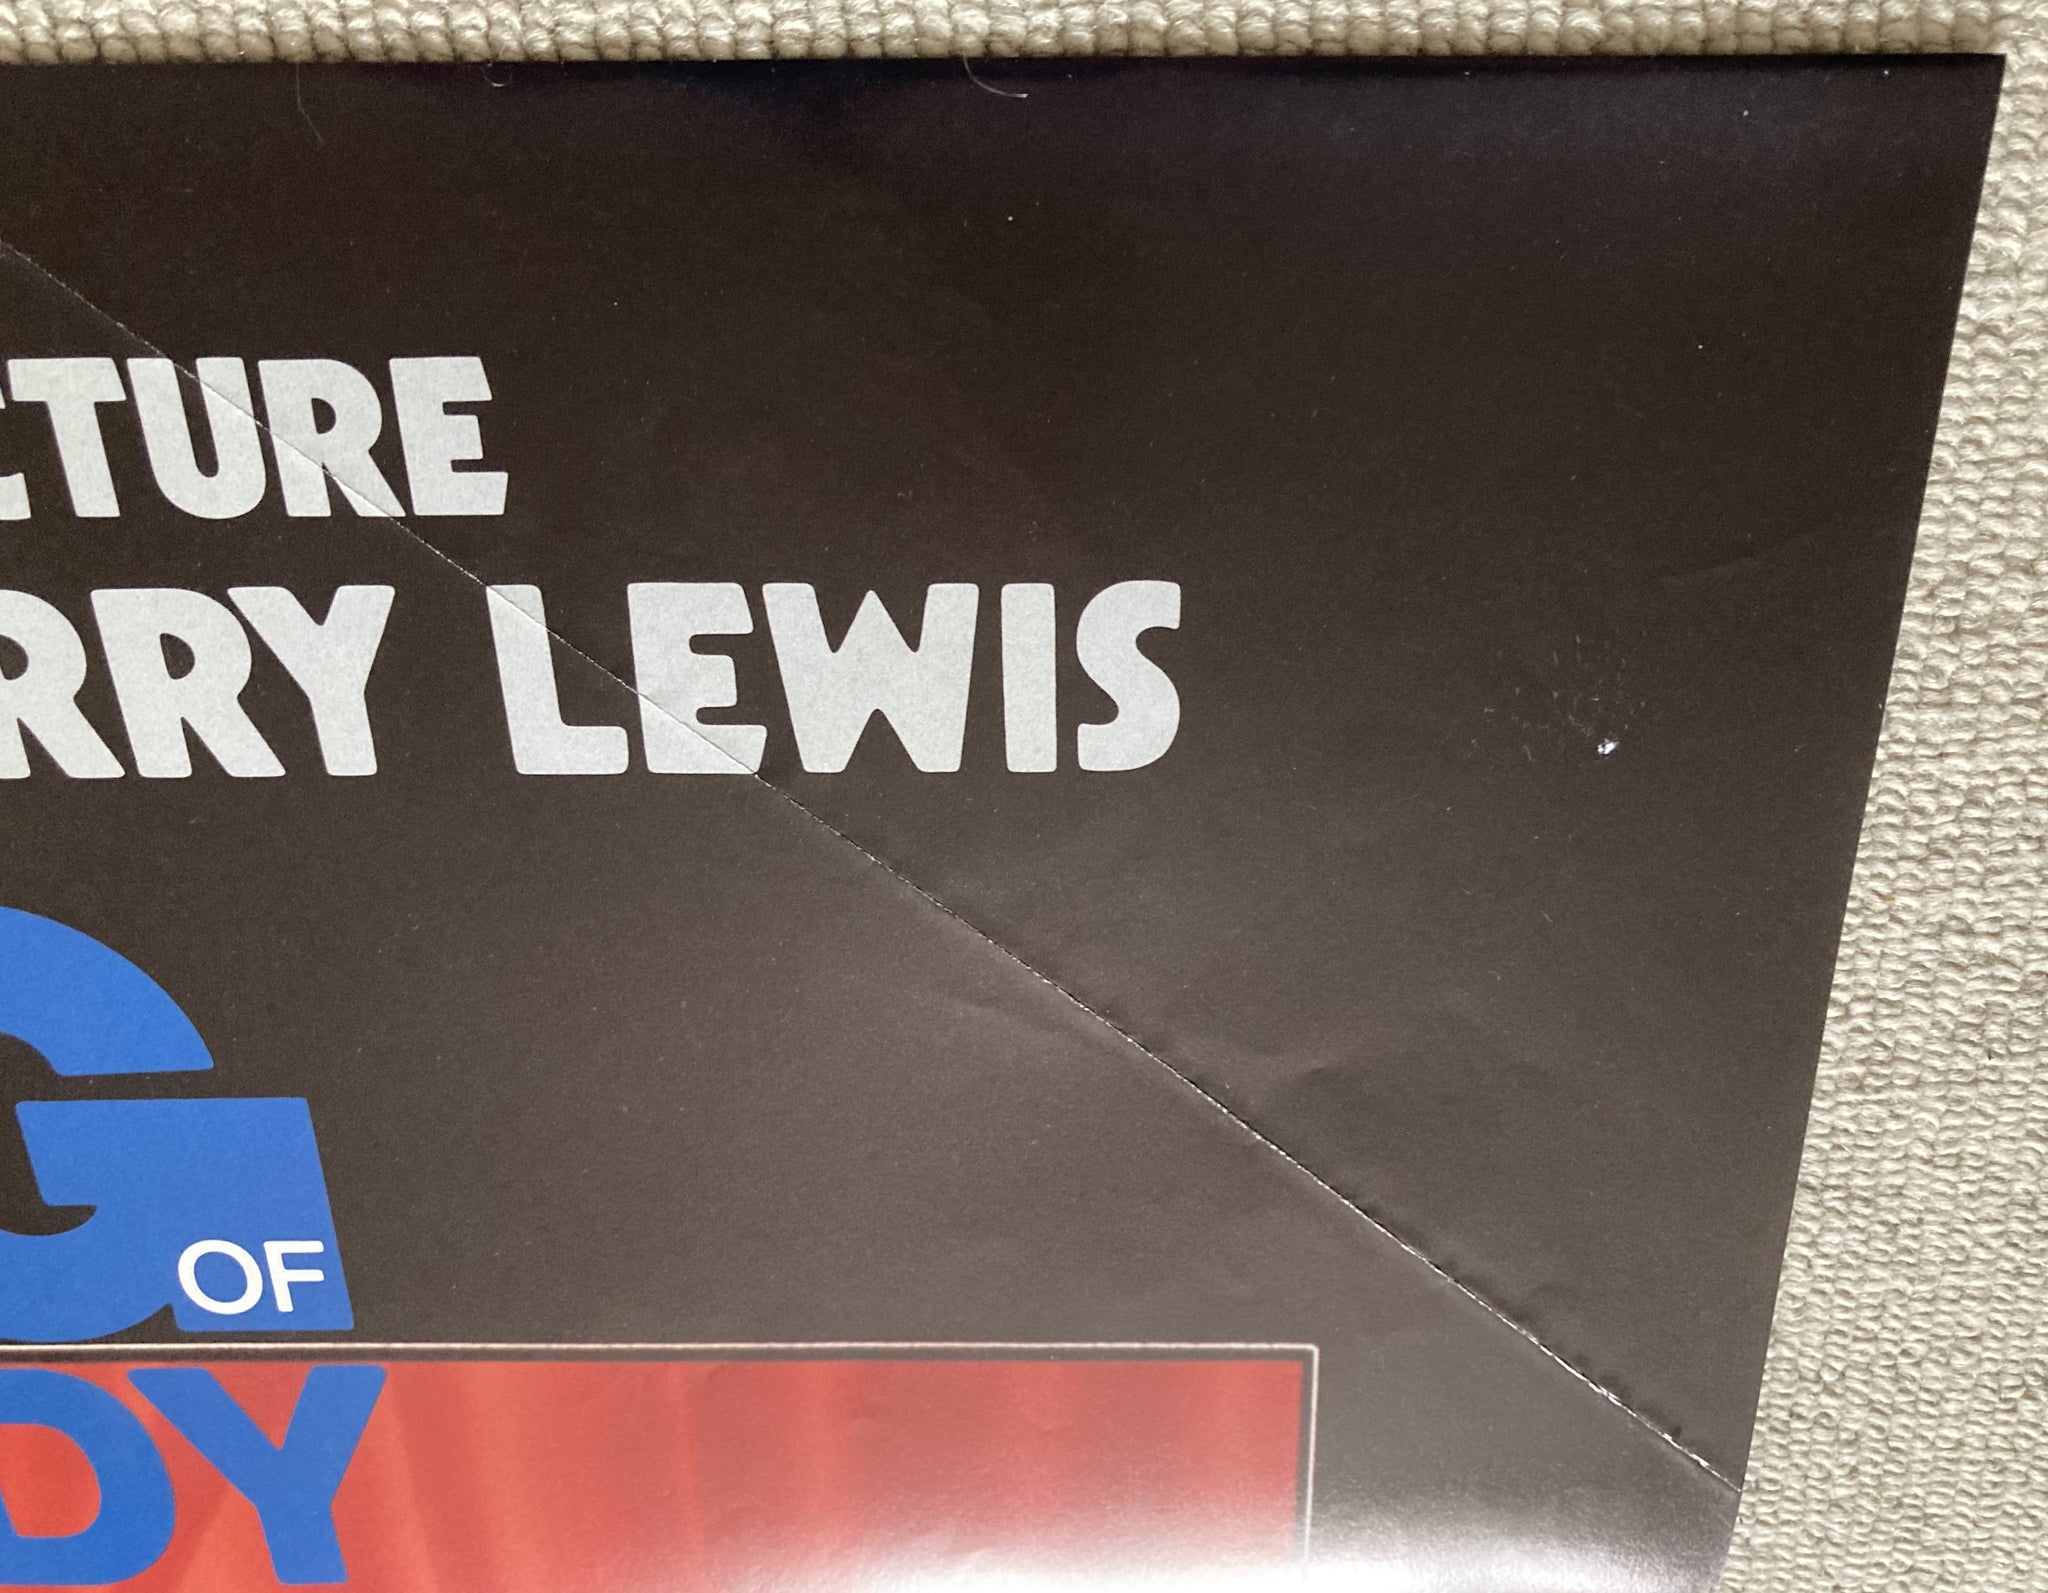 CTURE
RRY LEWIS
G
OF
DY